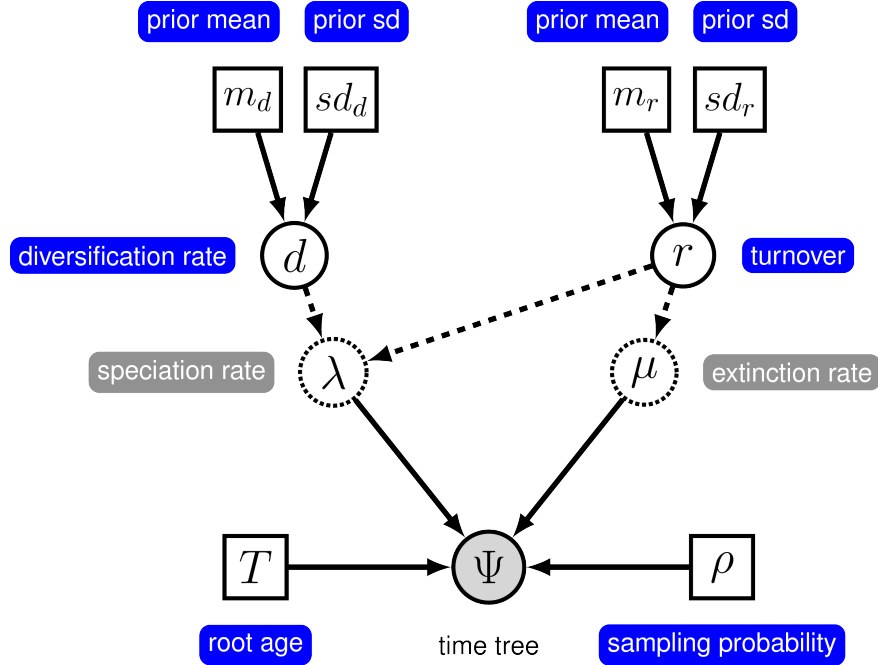 prior mean prior sd prior mean prior sd
m_d sd_d m_r sd_r
diversification rate d r turnover
speciation rate λ μ extinction rate
T Ψ ρ
root age time tree sampling probability